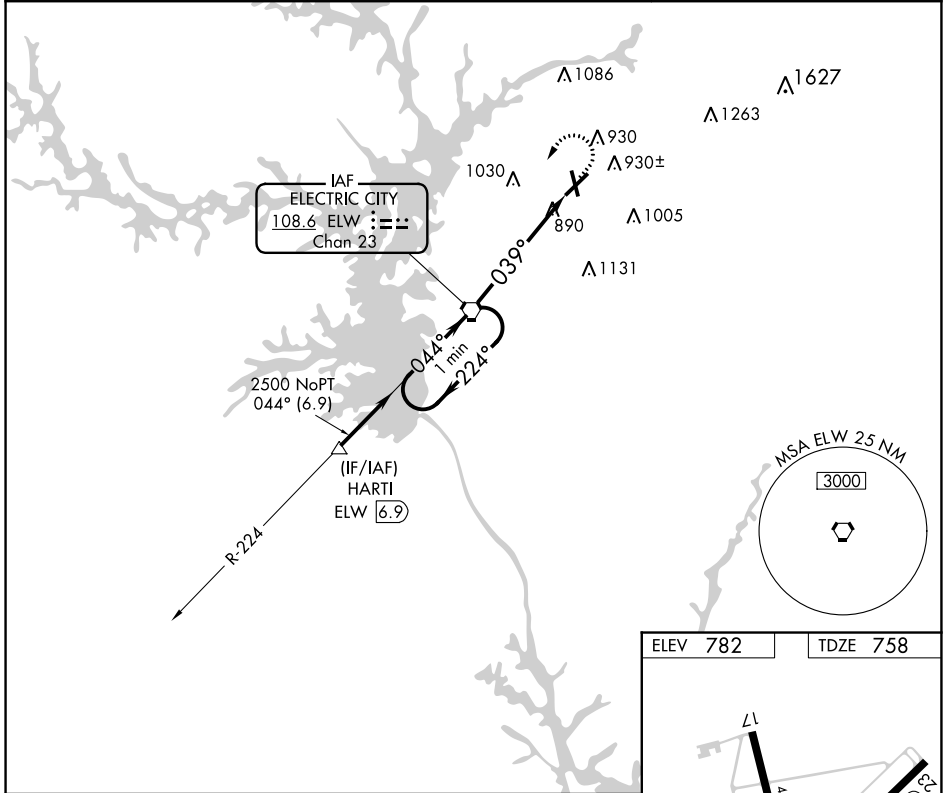 1086
1627
1263
930
930±
1030
IAF
ELECTRIC CITY
108.6 ELW
Chan 23
1005
890
039°
1131
044°
1 min
224°
2500 NoPT
044° (6.9)
(IF/IAF)
HARTI
ELW 6.9
R-224
MSA ELW 25 NM
3000
ELEV 782
TDZE 758
17
4
23